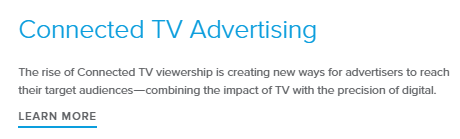 Connected TV Advertising
The rise of Connected TV viewership is creating new ways for advertisers to reach
their target audiences—combining the impact of TV with the precision of digital.
LEARN MORE